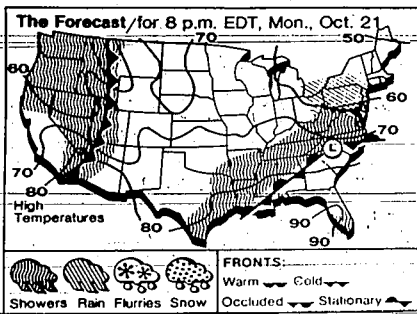 The Forecast/for 8 p.m. EDT, Mon., Oct. 21
70
50
60
60
70
70
80
High
Temperatures
80
L
90
90
Showers Rain Flurries Snow
FRONTS:
Warm Cold
Occluded Stationary